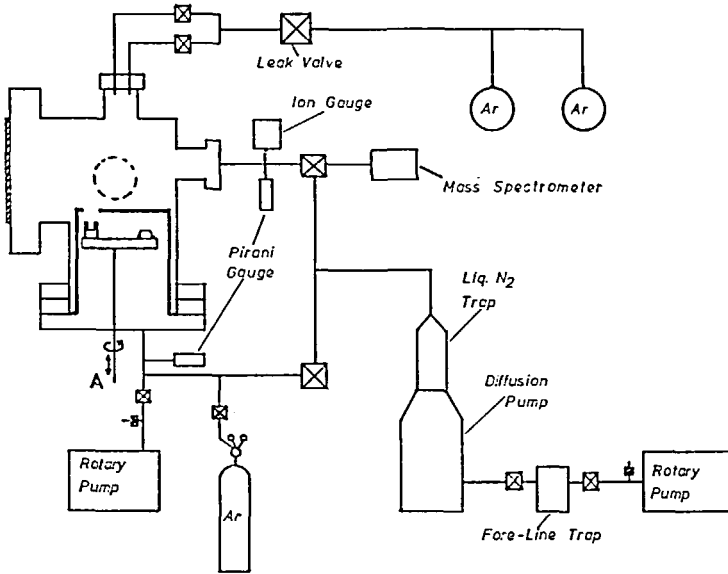 Leak Valve
Ar
Ar
Ion Gauge
Mass Spectrometer
Pirani
Gauge
Liq. N2
Trap
Diffusion
Pump
A
Rotary
Pump
Ar
Fore-Line Trap
Rotary
Pump